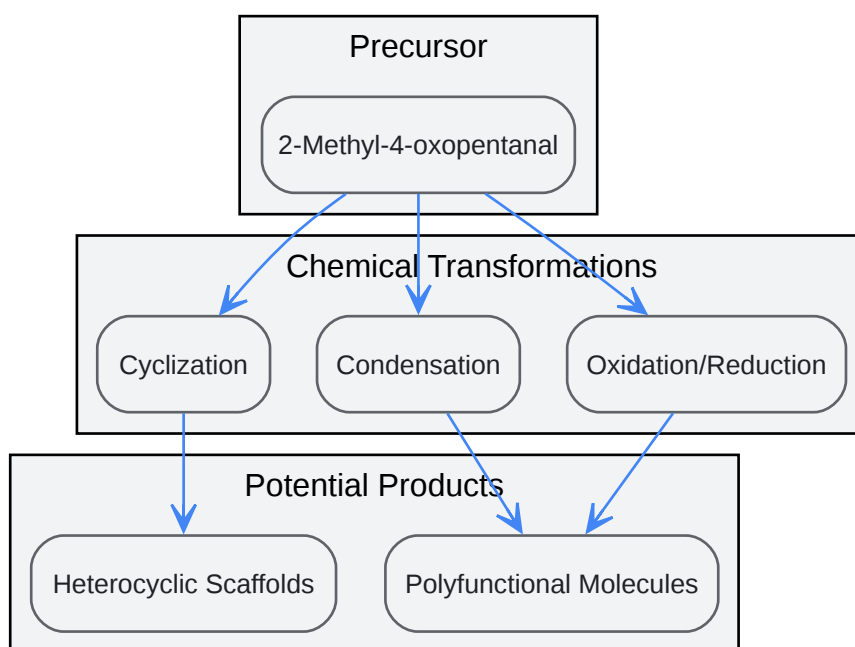 Precursor
2-Methyl-4-oxopentanal
Chemical Transformations
Cyclization
Condensation
Oxidation/Reduction
Potential Products
Heterocyclic Scaffolds
Polyfunctional Molecules